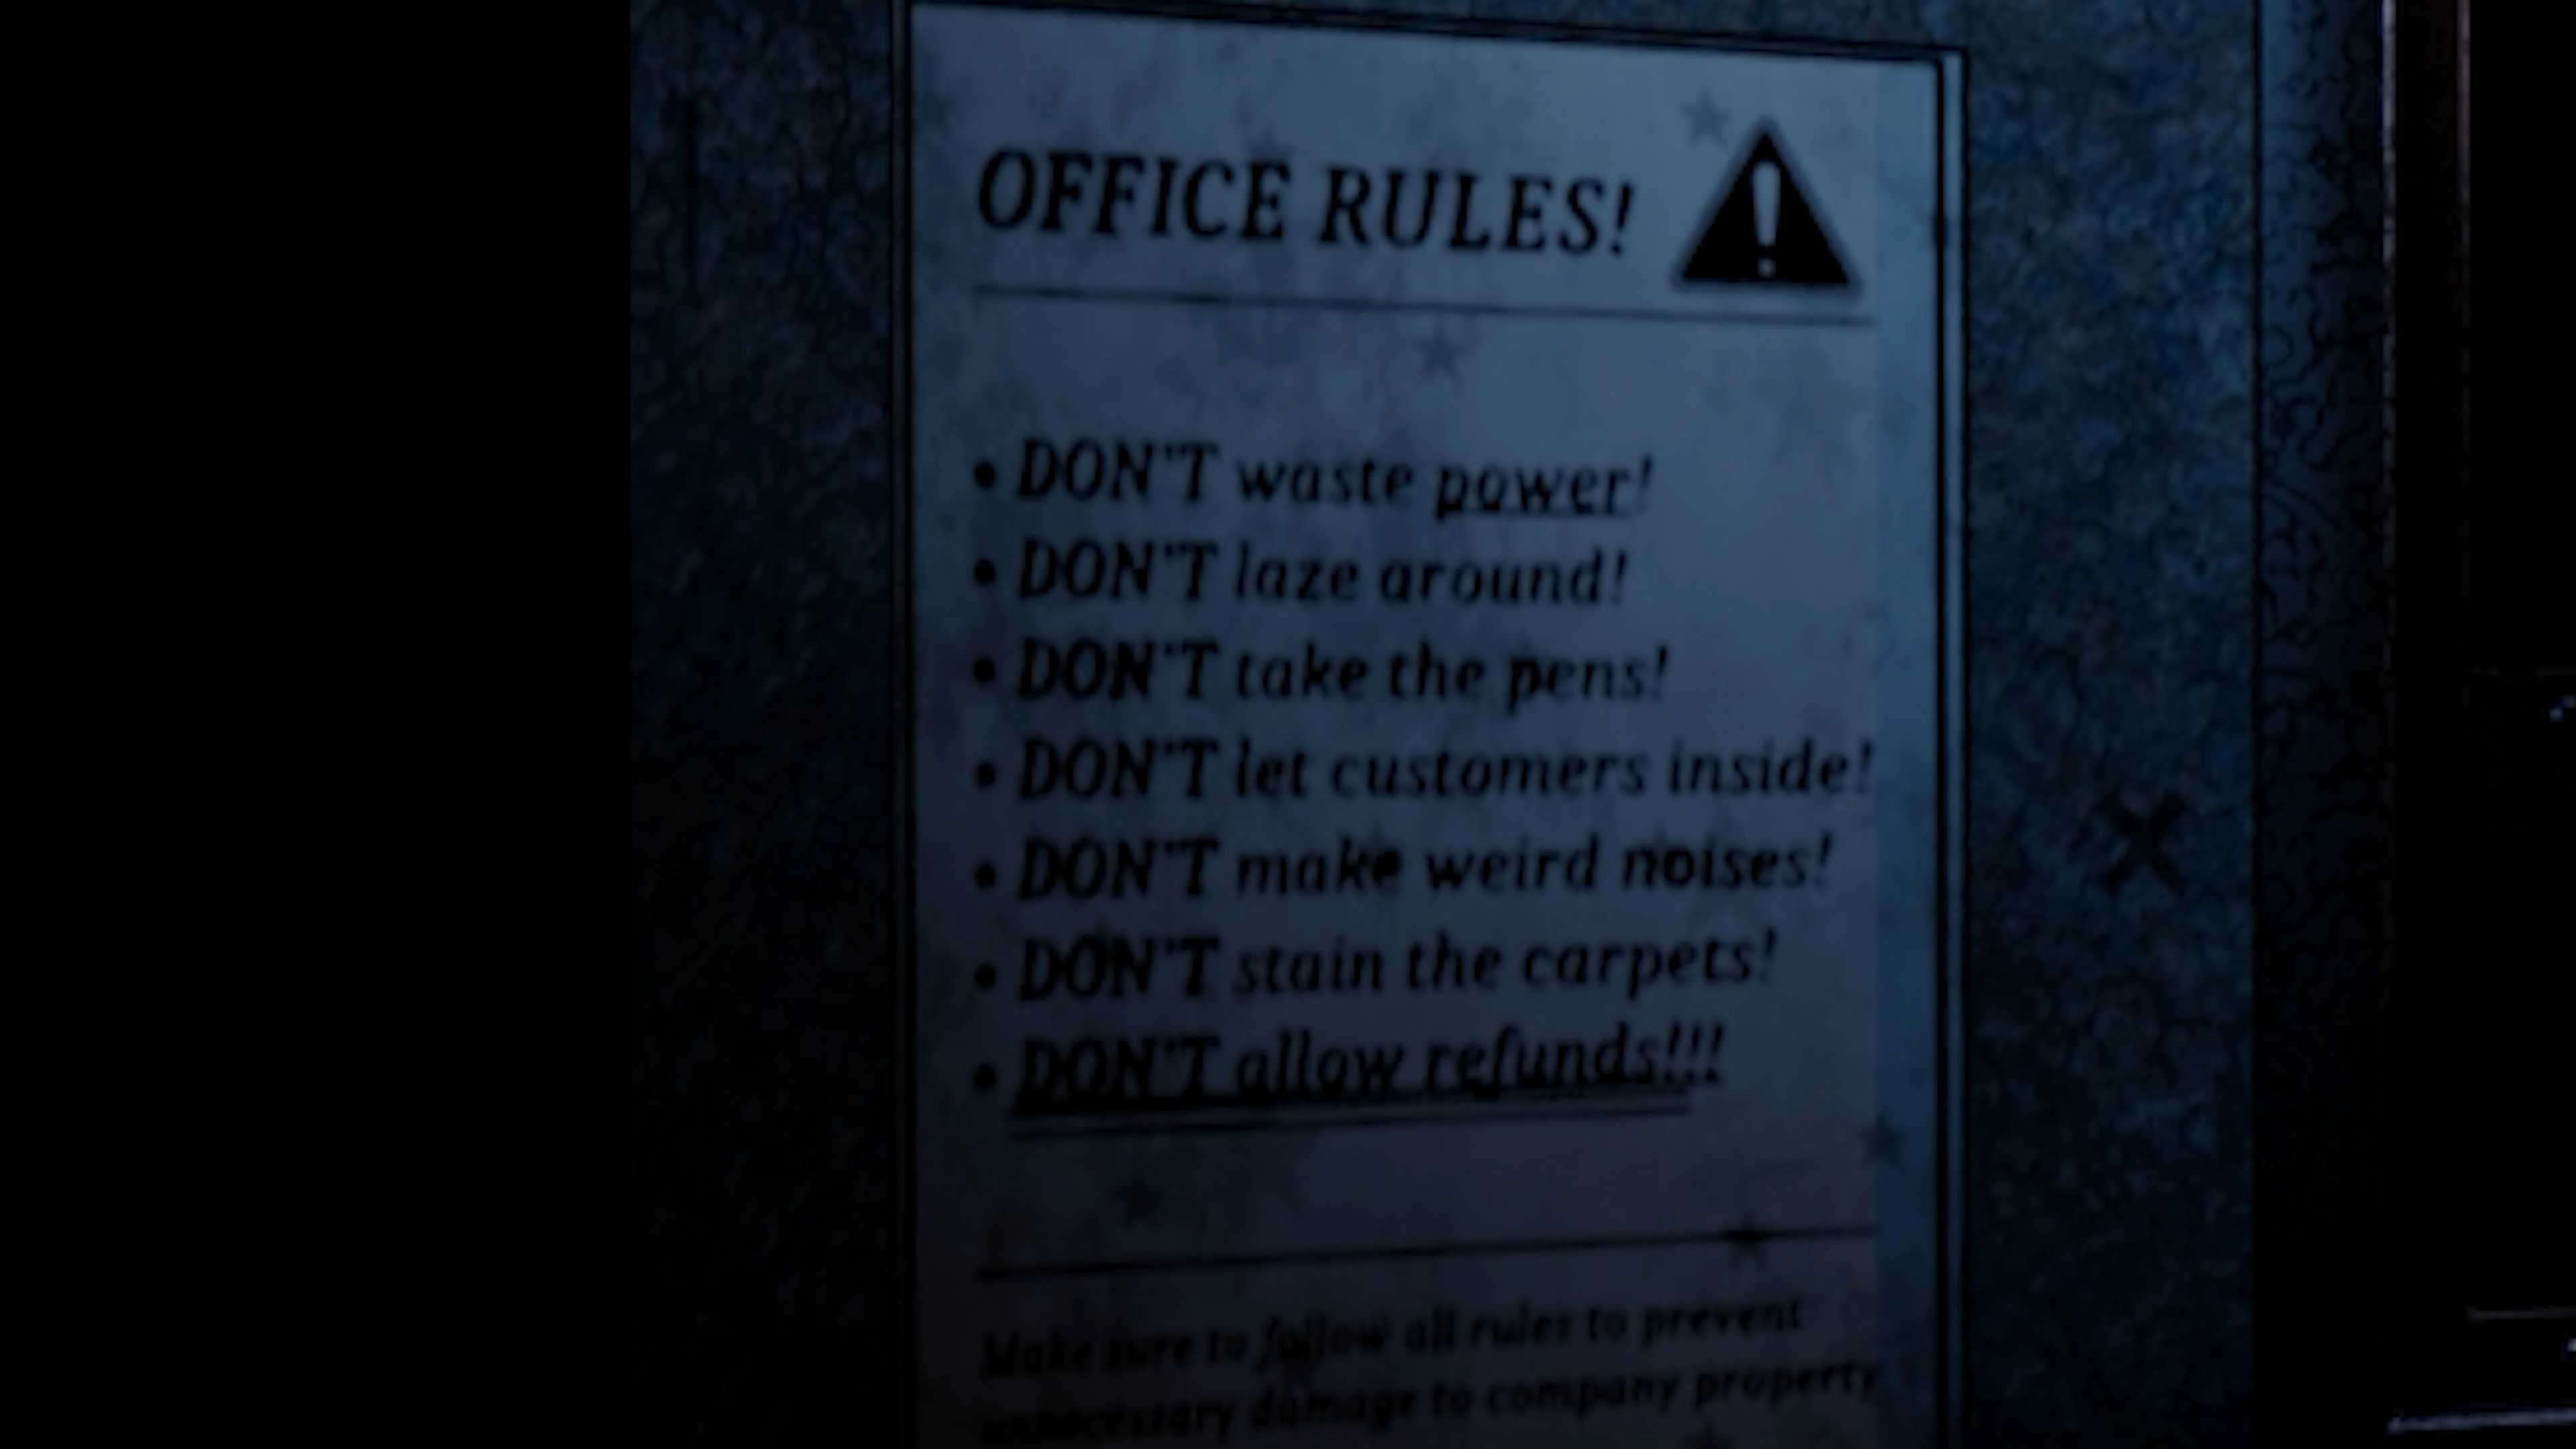 OFFICE RULES!
• DON'T waste power!
• DON'T laze around!
• DON'T take the pens!
• DON'T let customers inside!
• DON'T make weird noises!
• DON'T stain the carpets!
• DON'T allow refunds!!!
Make sure to follow all rules to prevent
unnecessary damage to company property